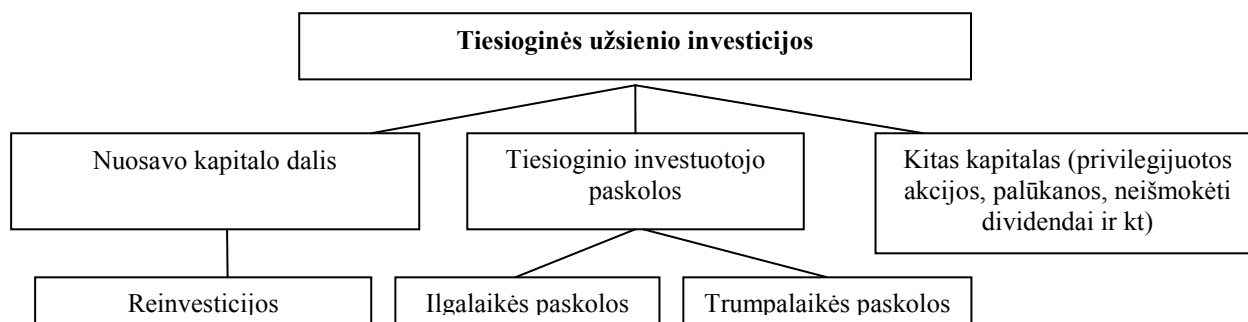 Tiesioginės užsienio investicijos
Nuosavo kapitalo dalis
Tiesioginio investuotojo
paskolos
Kitas kapitalas (privilegijuotos
akcijos, palūkanos, neišmokėti
dividendai ir kt)
Reinvesticijos
Ilgalaikės paskolos
Trumpalaikės paskolos